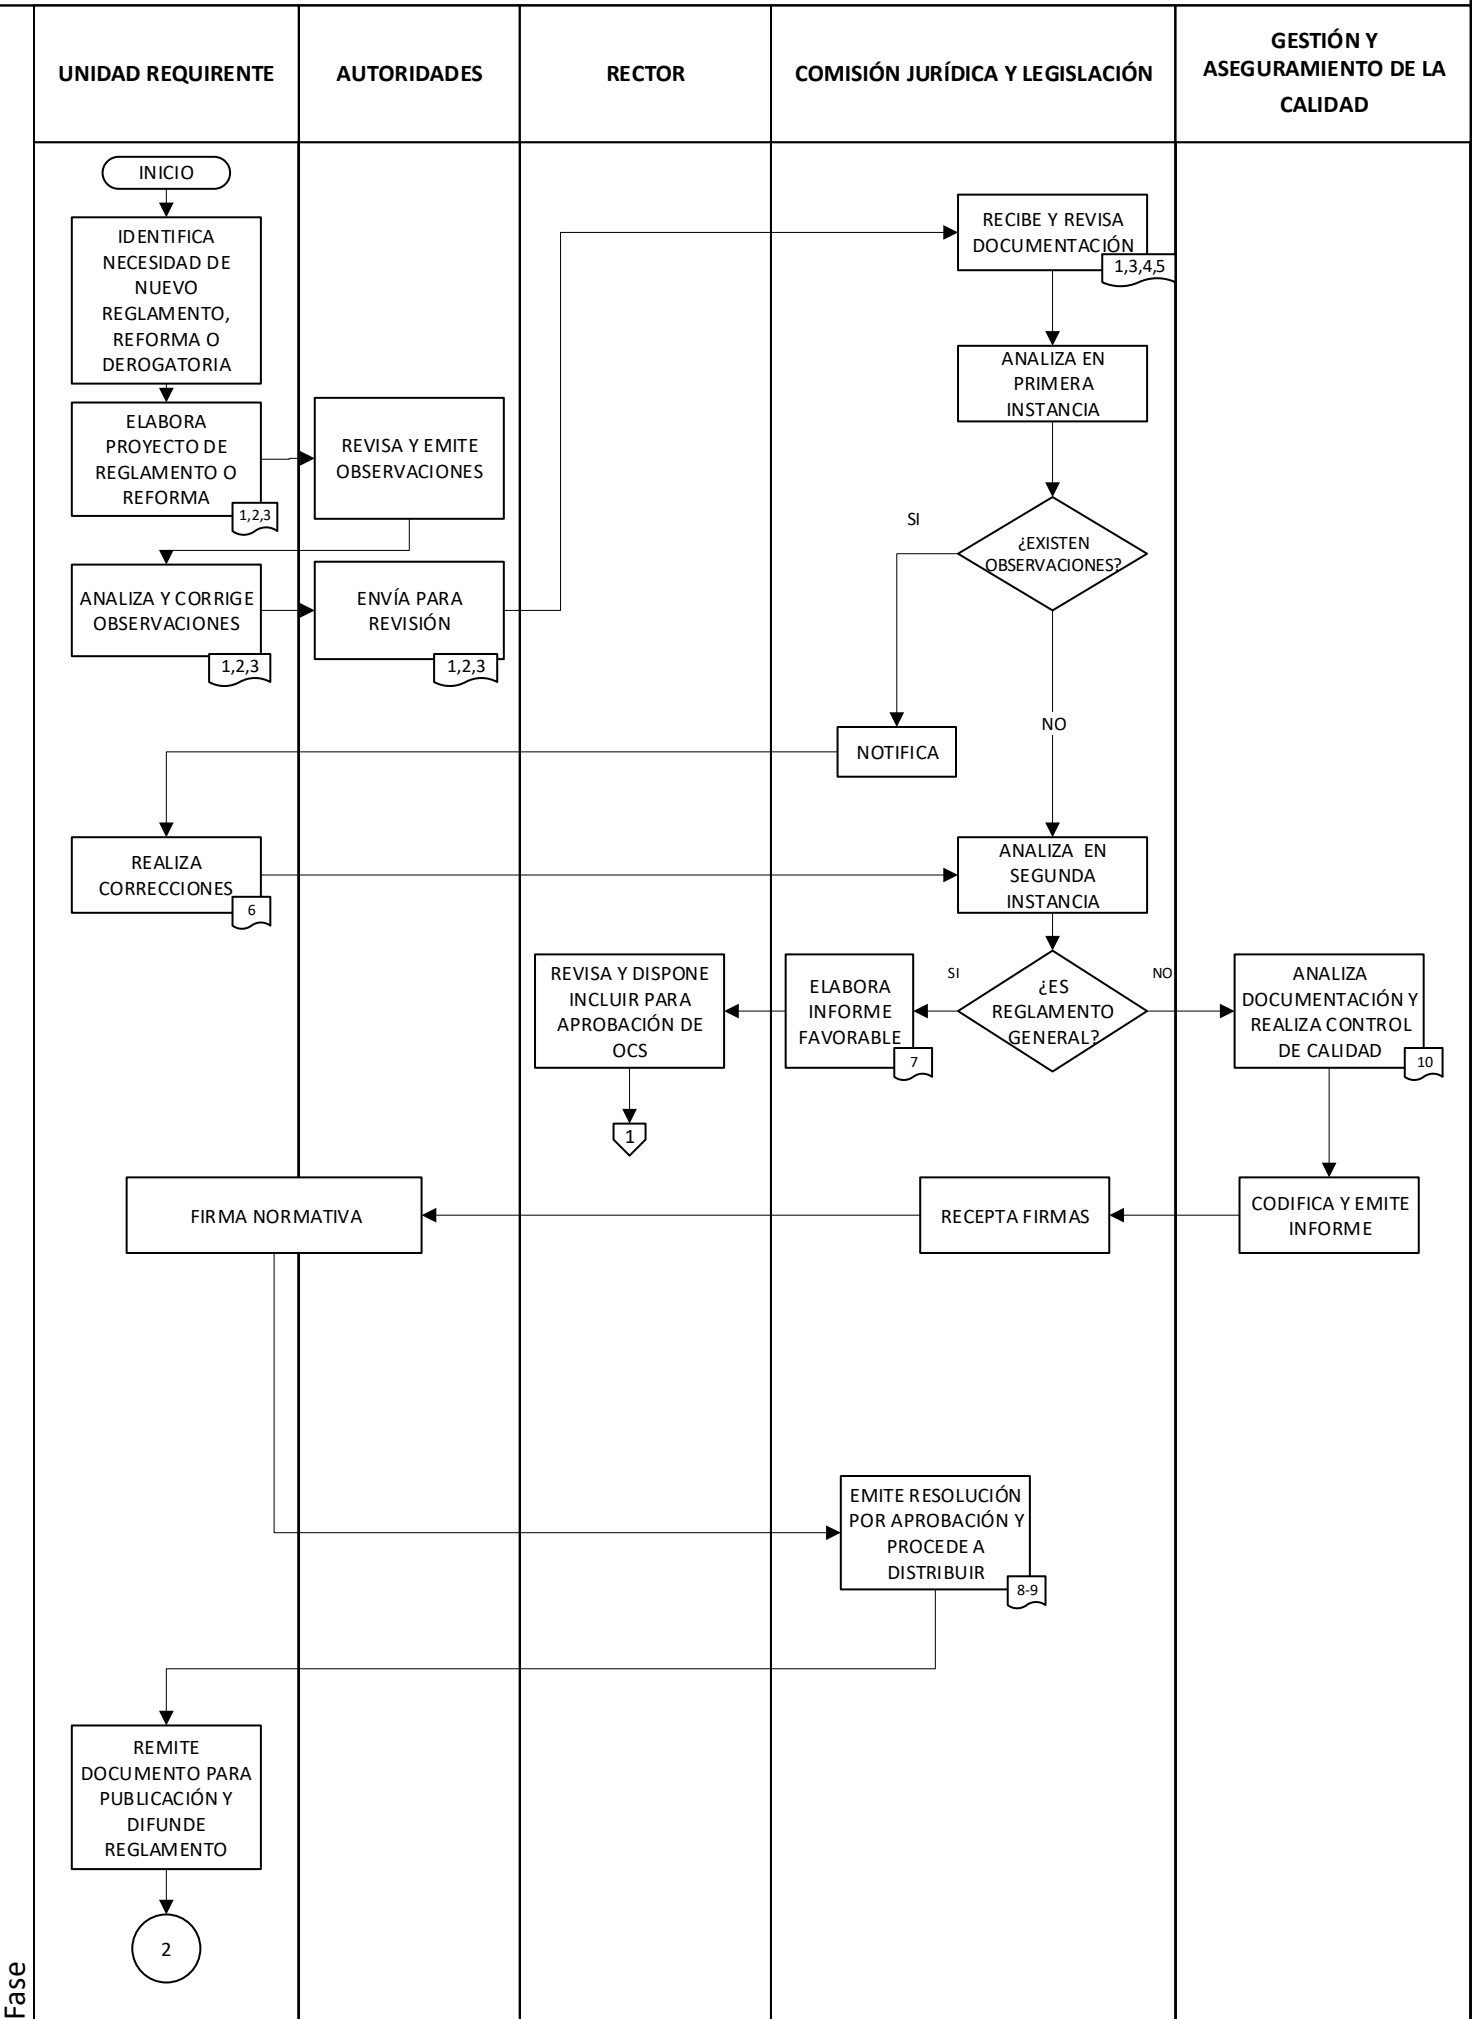 UNIDAD REQUIRENTE
AUTORIDADES
RECTOR
COMISIÓN JURÍDICA Y LEGISLACIÓN
GESTIÓN Y
ASEGURAMIENTO DE LA
CALIDAD
INICIO
IDENTIFICA
NECESIDAD DE
NUEVO
REGLAMENTO,
REFORMA O
DEROGATORIA
RECIBE Y REVISA
DOCUMENTACIÓN
1,3,4,5
ANALIZA EN
PRIMERA
INSTANCIA
ELABORA
PROYECTO DE
REGLAMENTO O
REFORMA
1,2,3
REVISA Y EMITE
OBSERVACIONES
SI
¿EXISTEN
OBSERVACIONES?
ANALIZA Y CORRIGE
OBSERVACIONES
1,2,3
ENVÍA PARA
REVISIÓN
1,2,3
NO
NOTIFICA
REALIZA
CORRECCIONES
6
ANALIZA EN
SEGUNDA
INSTANCIA
REVISA Y DISPONE
INCLUIR PARA
APROBACIÓN DE
OCS
ELABORA
INFORME
FAVORABLE
7
SI
¿ES
REGLAMENTO
GENERAL?
NO
ANALIZA
DOCUMENTACIÓN Y
REALIZA CONTROL
DE CALIDAD
10
1
FIRMA NORMATIVA
RECEPTA FIRMAS
CODIFICA Y EMITE
INFORME
EMITE RESOLUCIÓN
POR APROBACIÓN Y
PROCEDE A
DISTRIBUIR
8-9
REMITE
DOCUMENTO PARA
PUBLICACIÓN Y
DIFUNDE
REGLAMENTO
2
Fase